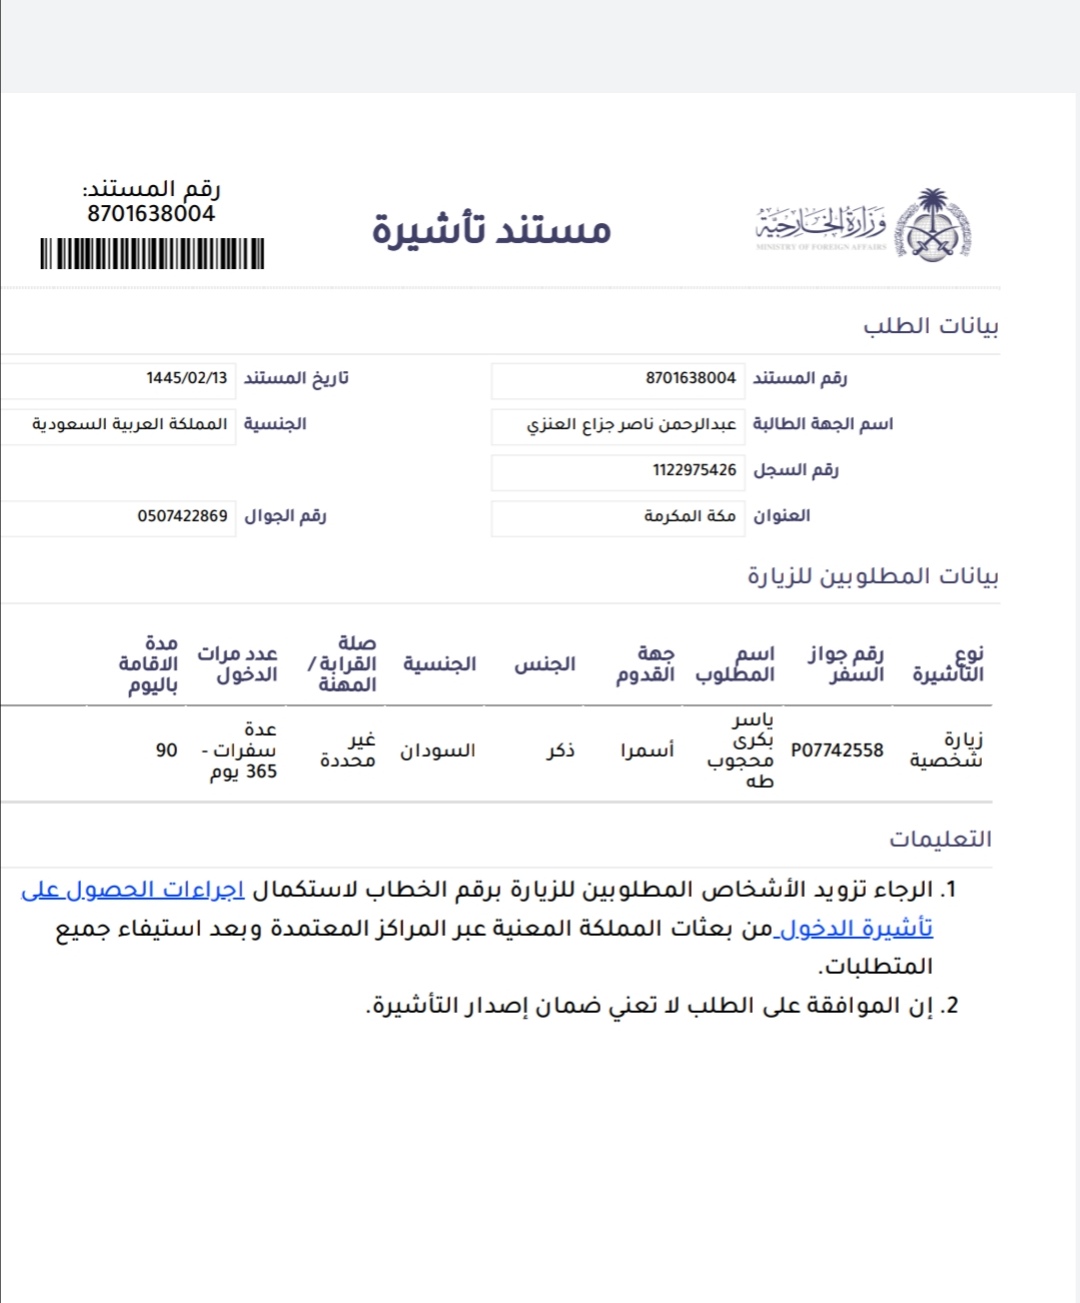 وزارة الخارجية
MINISTRY OF FOREIGN AFFAIRS
مستند تأشيرة
رقم المستند:
8701638004
بيانات الطلب
رقم المستند 8701638004 تاريخ المستند 1445/02/13
اسم الجهة الطالبة عبدالرحمن ناصر جزاع العنزي الجنسية المملكة العربية السعودية
رقم السجل 1122975426
العنوان مكة المكرمة رقم الجوال 0507422869
بيانات المطلوبين للزيارة
نوع التأشيرة رقم جواز السفر اسم المطلوب جهة القدوم الجنس الجنسية صلة القرابة / المهنة عدد مرات الدخول مدة الاقامة باليوم
زيارة شخصية P07742558 ياسر بكرى محجوب طه أسمرا ذكر السودان غير محددة عدة سفرات - 365 يوم 90
التعليمات
1. الرجاء تزويد الأشخاص المطلوبين للزيارة برقم الخطاب لاستكمال اجراءات الحصول على
تأشيرة الدخول من بعثات المملكة المعنية عبر المراكز المعتمدة وبعد استيفاء جميع
المتطلبات.
2. إن الموافقة على الطلب لا تعني ضمان إصدار التأشيرة.